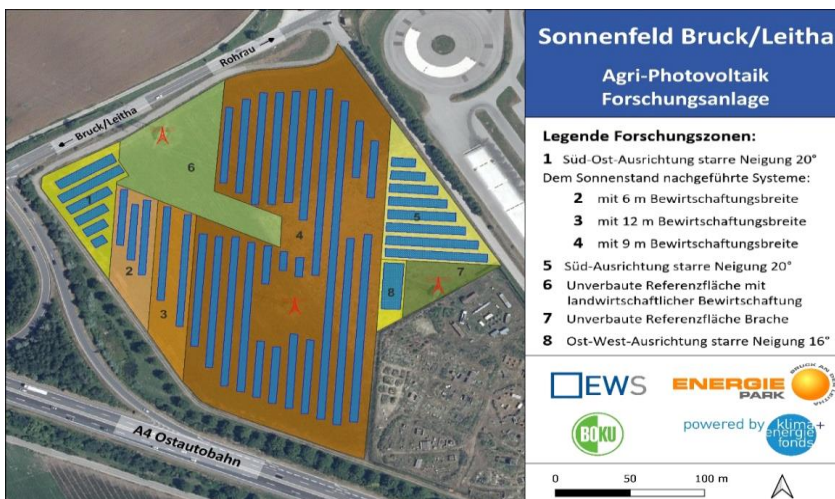 Sonnenfeld Bruck/Leitha
Agri-Photovoltaik
Forschungsanlage
Legende Forschungszonen:
1 Süd-Ost-Ausrichtung starre Neigung 20°
Dem Sonnenstand nachgeführte Systeme:
2 mit 6 m Bewirtschaftungsbreite
3 mit 12 m Bewirtschaftungsbreite
4 mit 9 m Bewirtschaftungsbreite
5 Süd-Ausrichtung starre Neigung 20°
6 Unverbaute Referenzfläche mit
landwirtschaftlicher Bewirtschaftung
7 Unverbaute Referenzfläche Brache
8 Ost-West-Ausrichtung starre Neigung 16°
EWS
ENERGIE
PARK
BRUCK AN DER LEITHA
BOKU
powered by
klima+
energie
fonds
0 50 100 m
Rohrau
Bruck/Leitha
A4 Ostautobahn
1
2
3
4
5
6
7
8